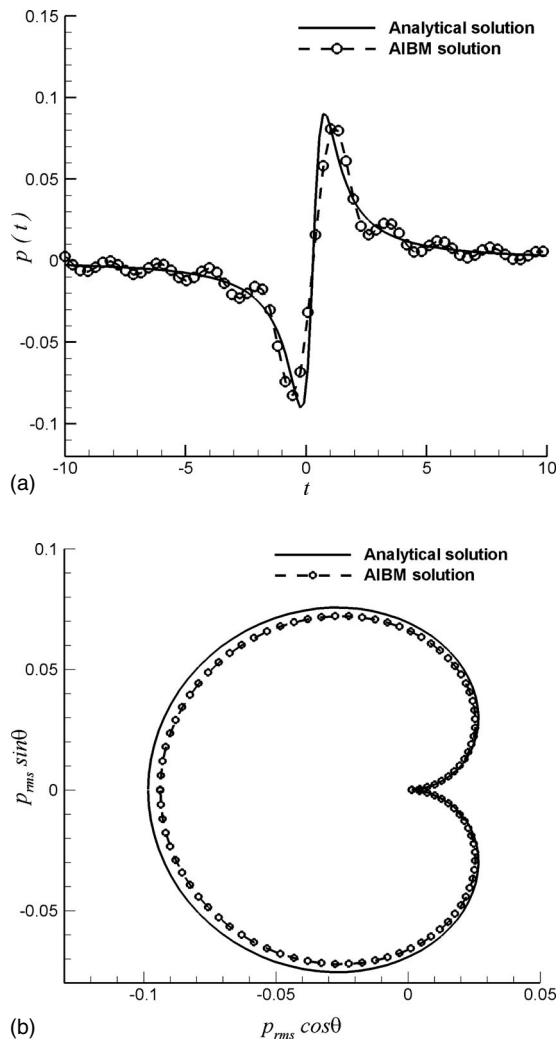 0.15
Analytical solution
AIBM solution
0.1
0.05
p (t)
0
-0.05
-0.1
-10
-5
0
5
10
(a)
t
0.1
Analytical solution
AIBM solution
0.05
p_rms sinθ
0
-0.05
-0.1
-0.05
0
0.05
(b)
p_rms cosθ